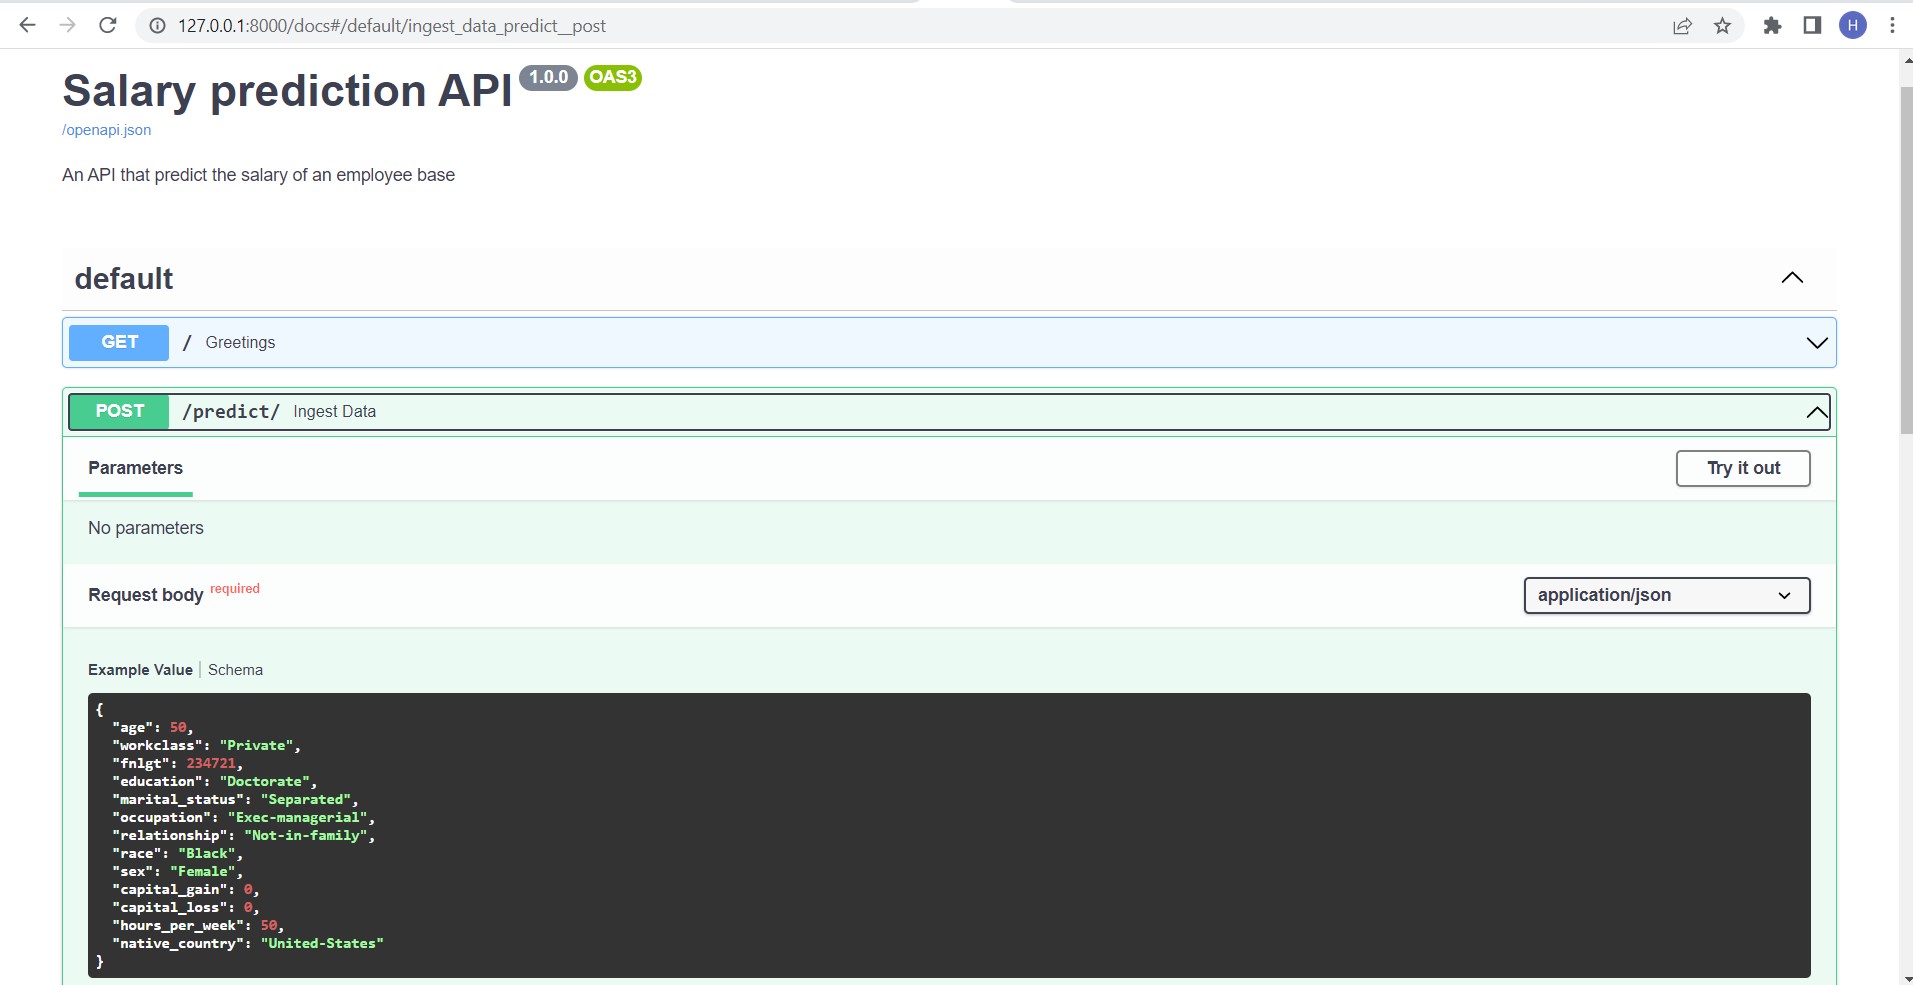 127.0.0.1:8000/docs#/default/ingest_data_predict__post
H
Salary prediction API 1.0.0 OAS3
/openapi.json
An API that predict the salary of an employee base
default
GET / Greetings
POST /predict/ Ingest Data
Parameters
Try it out
No parameters
Request body required
application/json
Example Value | Schema
{
"age": 50,
"workclass": "Private",
"fnlgt": 234721,
"education": "Doctorate",
"marital_status": "Separated",
"occupation": "Exec-managerial",
"relationship": "Not-in-family",
"race": "Black",
"sex": "Female",
"capital_gain": 0,
"capital_loss": 0,
"hours_per_week": 50,
"native_country": "United-States"
}